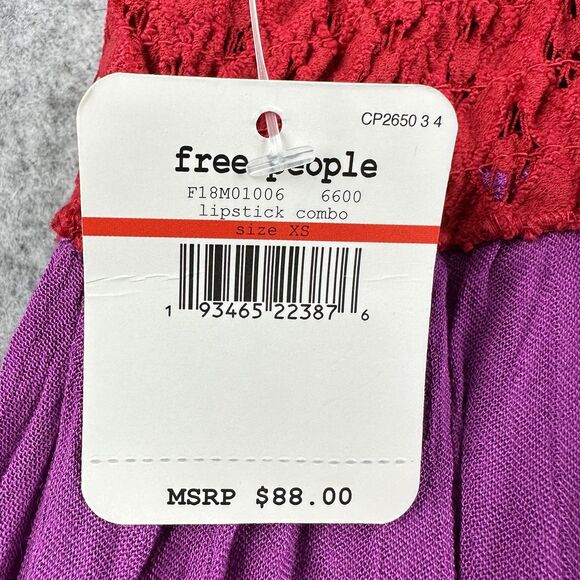 CP2650 3 4
free people
F18M01006 6600
lipstick combo
size XS
1 93465 22387 6
MSRP $88.00